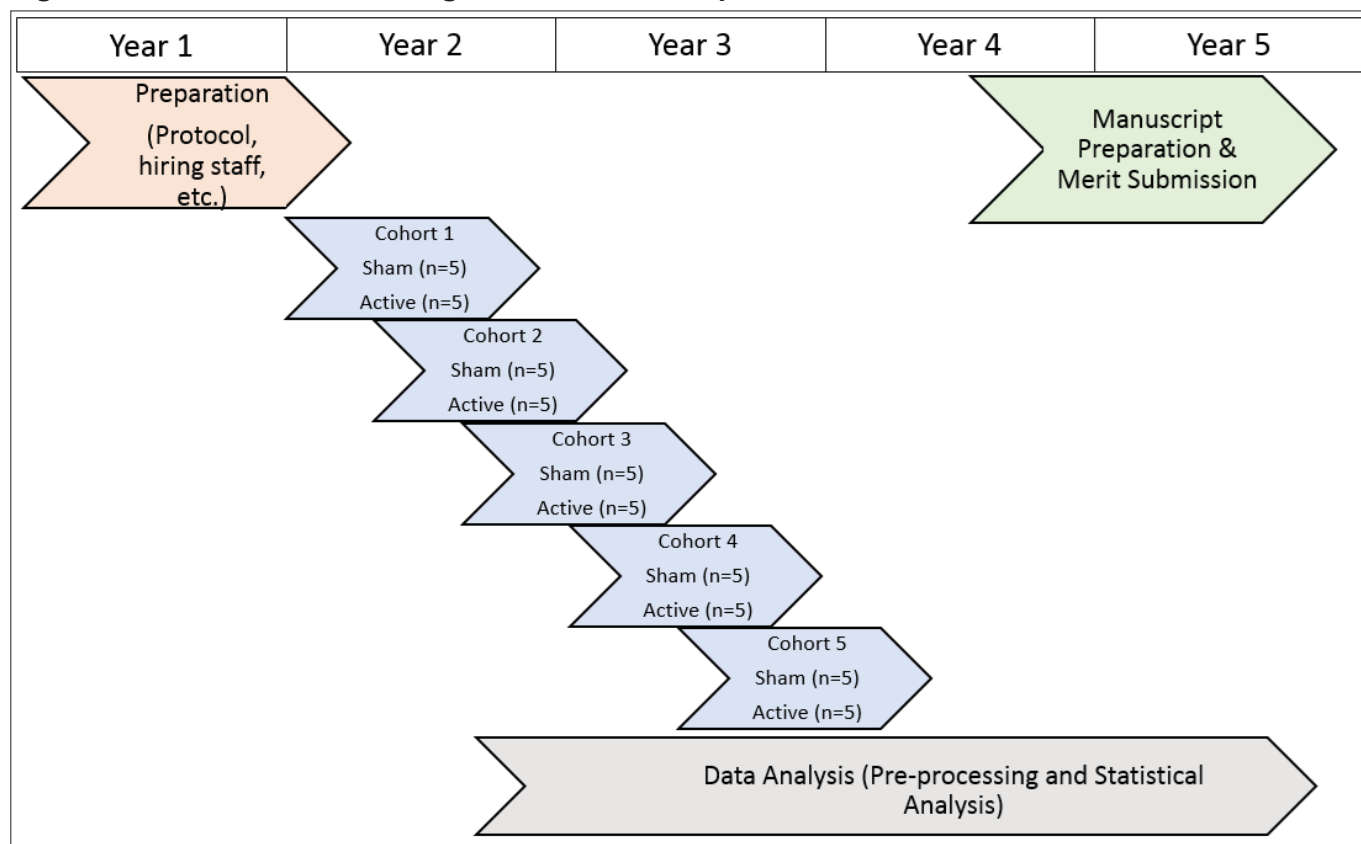 Year 1
Year 2
Year 3
Year 4
Year 5
Preparation
(Protocol,
hiring staff,
etc.)
Manuscript
Preparation &
Merit Submission
Cohort 1
Sham (n=5)
Active (n=5)
Cohort 2
Sham (n=5)
Active (n=5)
Cohort 3
Sham (n=5)
Active (n=5)
Cohort 4
Sham (n=5)
Active (n=5)
Cohort 5
Sham (n=5)
Active (n=5)
Data Analysis (Pre-processing and Statistical
Analysis)